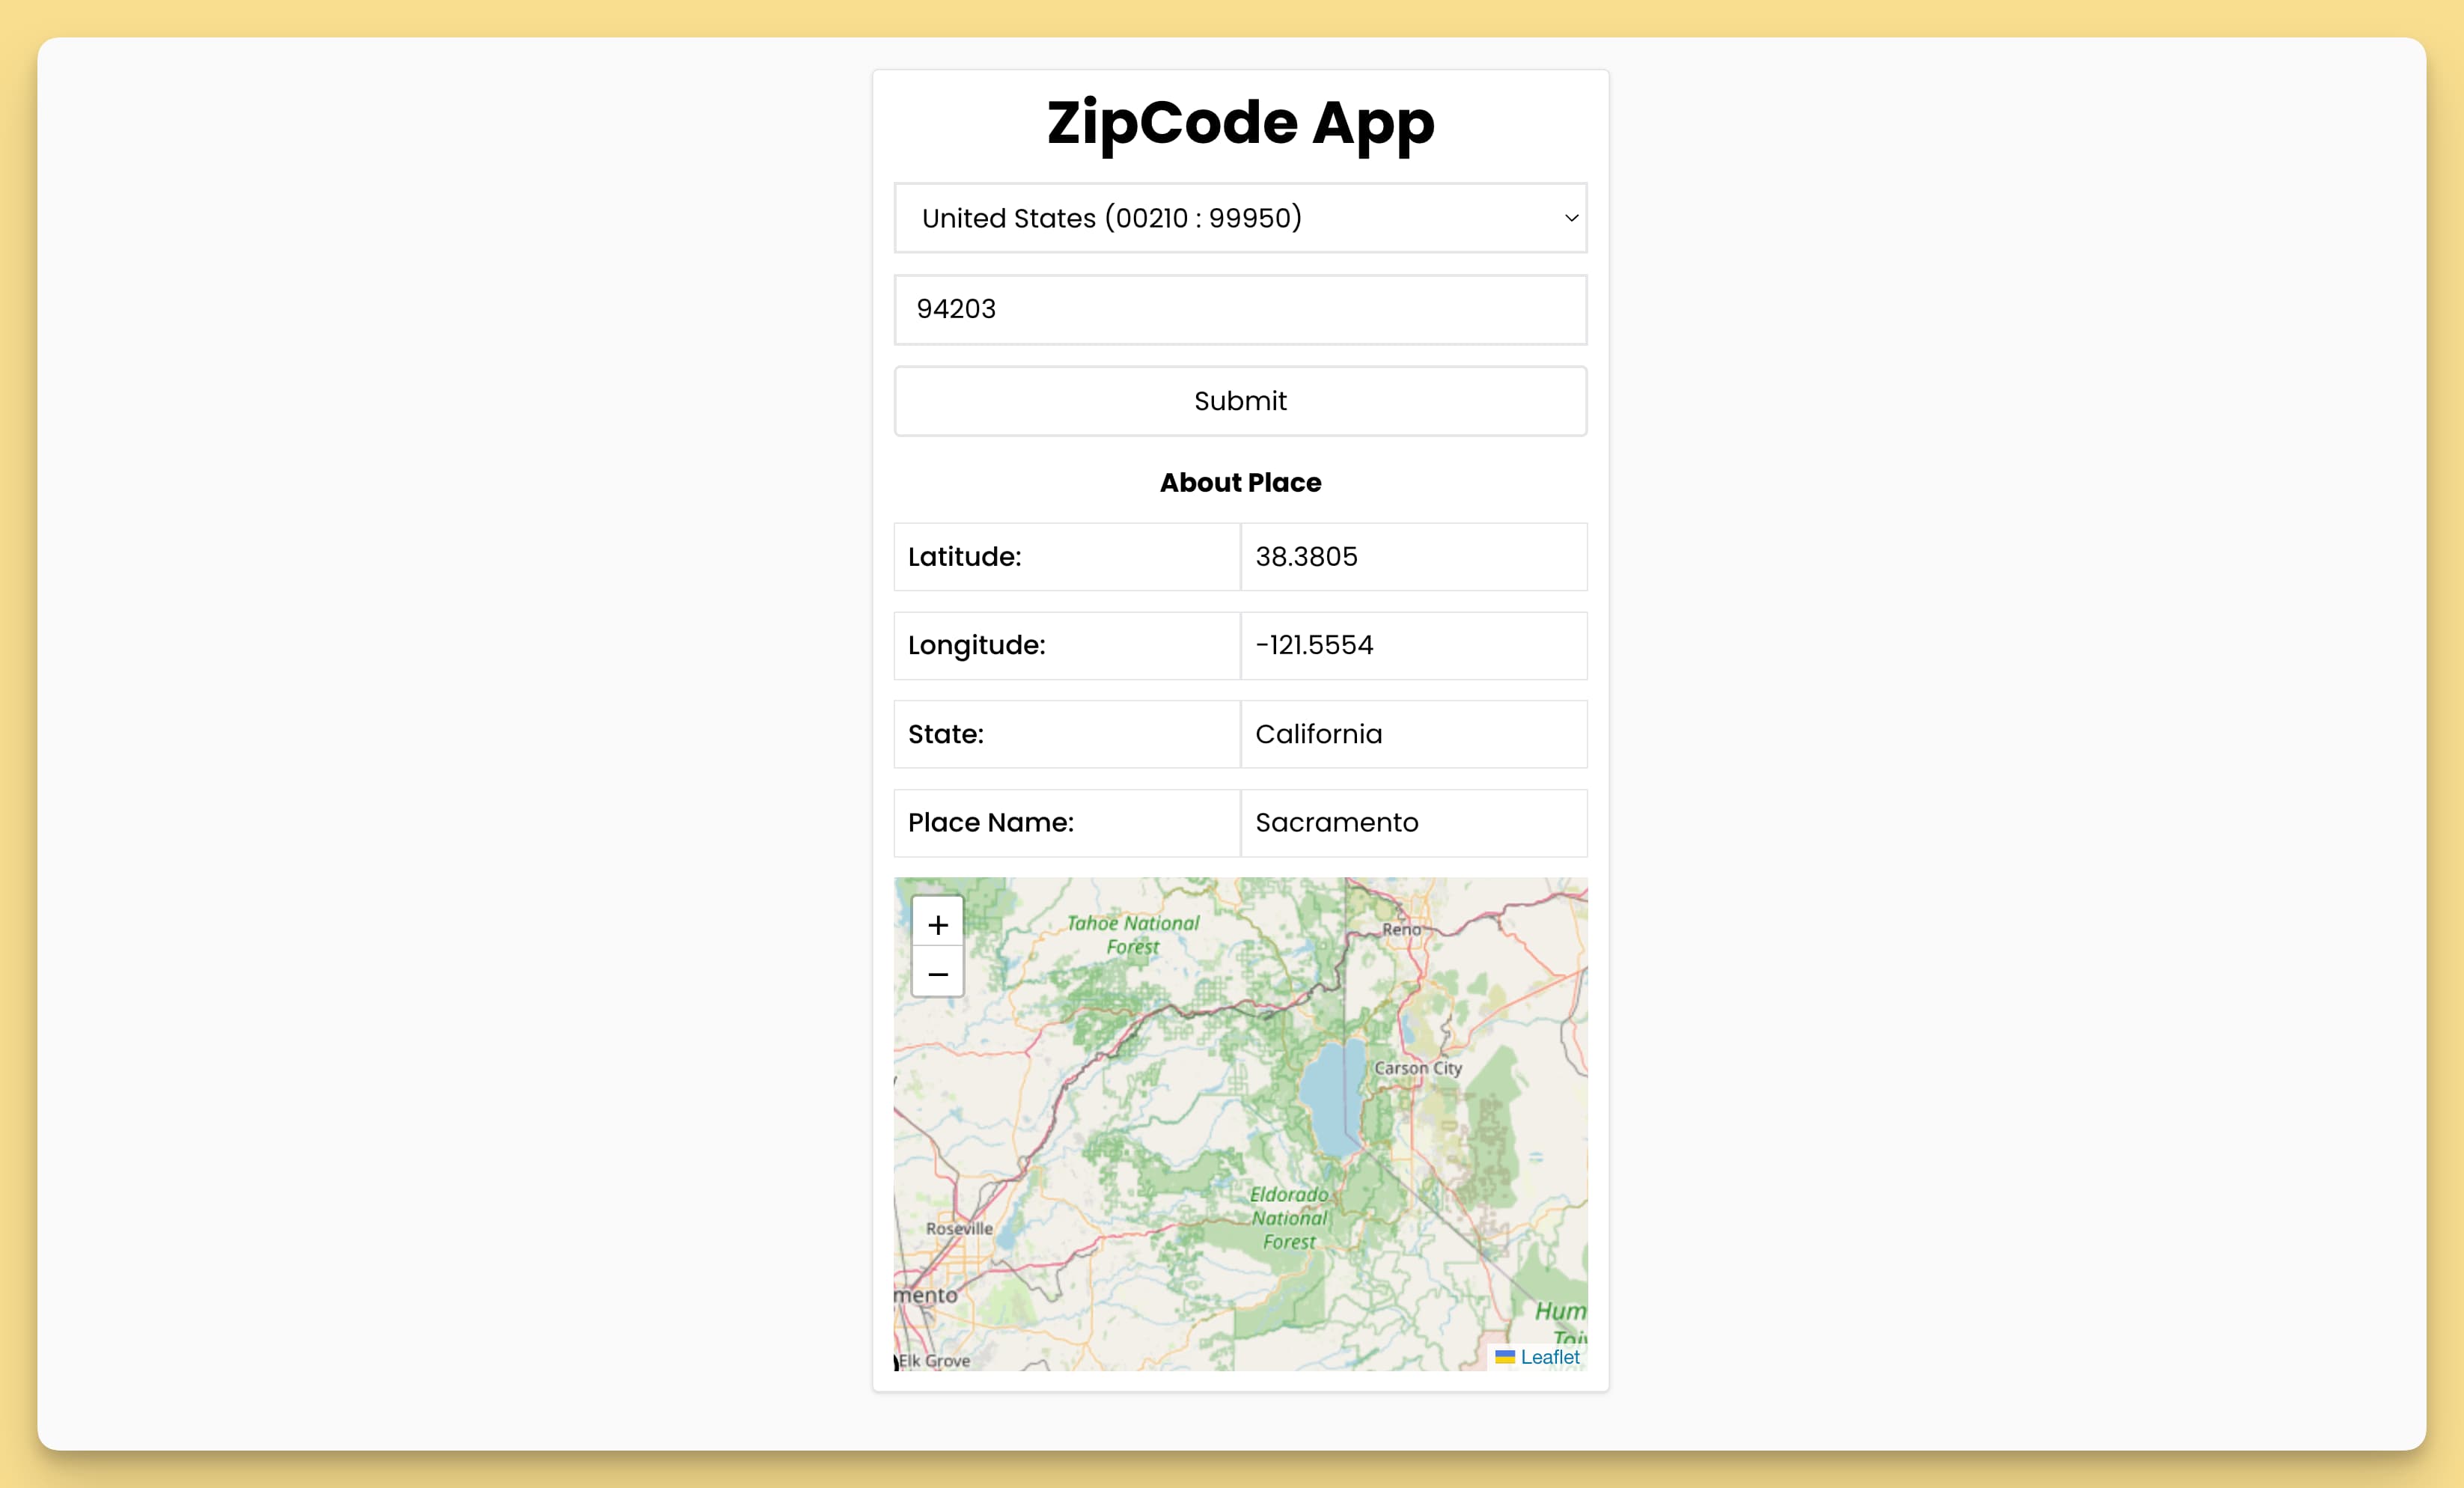 ZipCode App
United States (00210 : 99950)
94203
Submit
About Place
Latitude: 38.3805
Longitude: -121.5554
State: California
Place Name: Sacramento
+
−
Tahoe National
Forest
Reno
Carson City
Eldorado
National
Forest
Roseville
mento
Elk Grove
Hum
Toiy
Leaflet